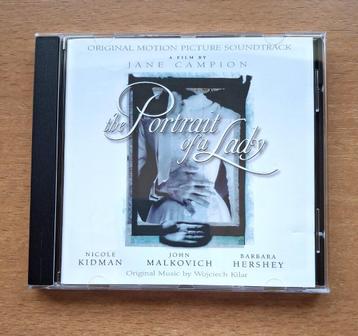 ORIGINAL MOTION PICTURE SOUNDTRACK
A FILM BY
JANE CAMPION
the Portrait
of a Lady
NICOLE JOHN BARBARA
KIDMAN MALKOVICH HERSHEY
Original Music by Wojciech Kilar